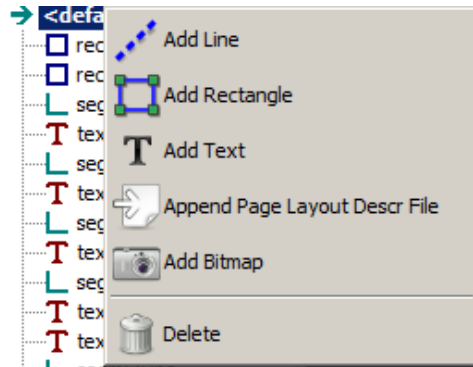 <defa
rec
Add Line
rec
seg
Add Rectangle
tex
Add Text
seg
tex
Append Page Layout Descr File
seg
tex
Add Bitmap
seg
tex
tex
Delete